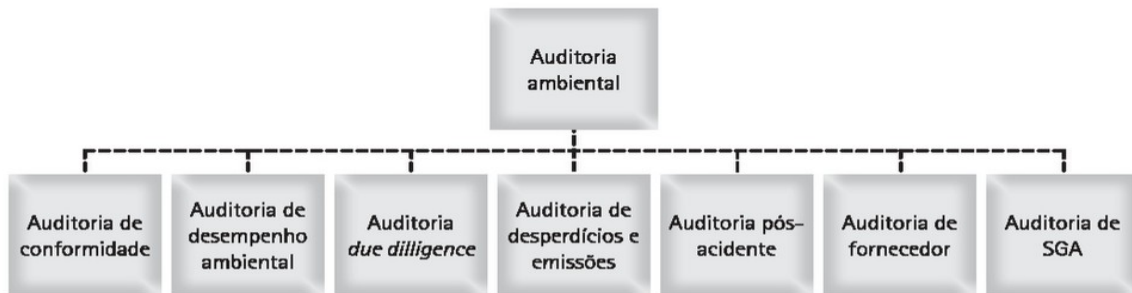 Auditoria
ambiental
Auditoria de
conformidade
Auditoria de
desempenho
ambiental
Auditoria
due dilligence
Auditoria de
desperdícios e
emissões
Auditoria pós–
acidente
Auditoria de
fornecedor
Auditoria de
SGA